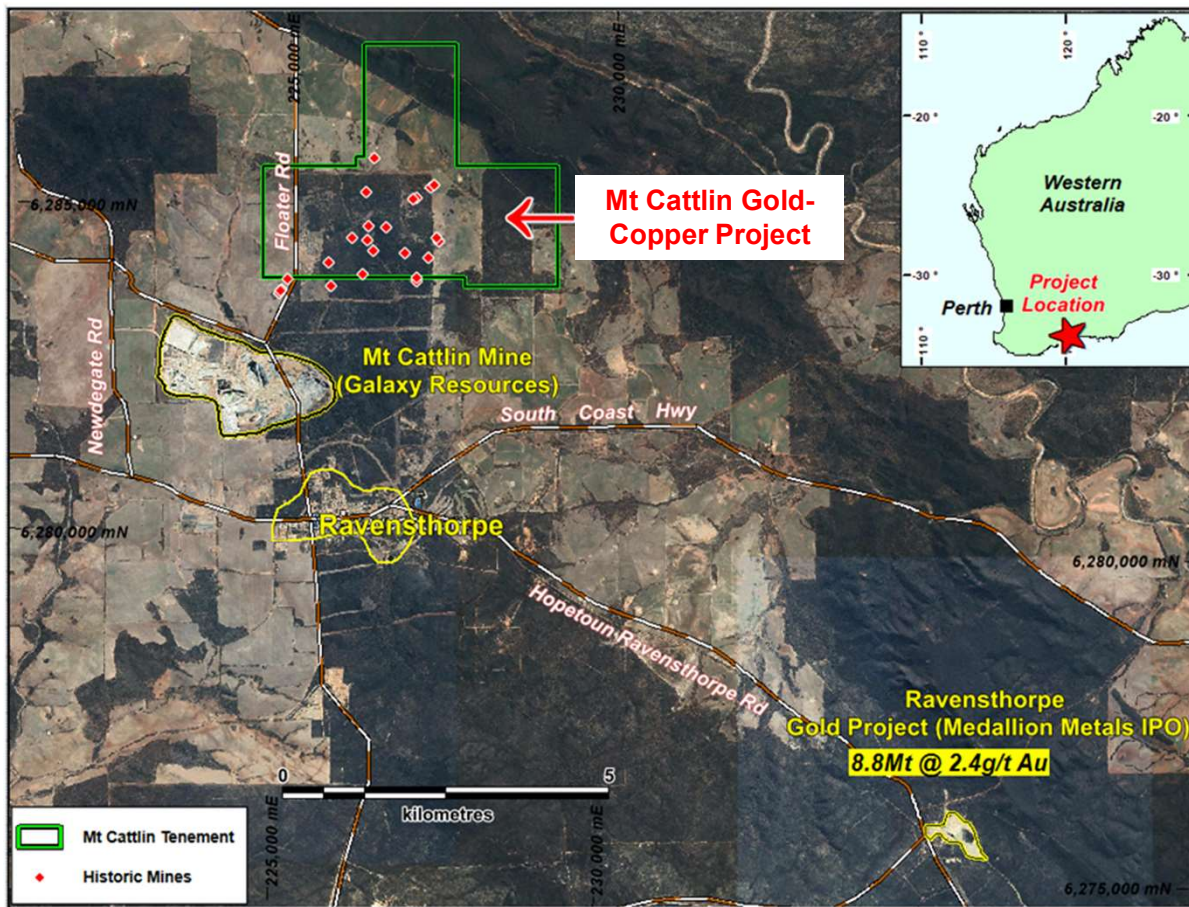 225,000 mE
230,000 mE
110 °
120 °
-20 °
Western
Australia
-30 °
Project
Location
Perth
-110 °
Floater Rd
6,285,000 mN
Mt Cattlin Gold-
Copper Project
Newdegate Rd
Mt Cattlin Mine
(Galaxy Resources)
South Coast Hwy
Ravensthorpe
6,280,000 mN
6,280,000 mN
Hopetoun-Ravensthorpe Rd
Ravensthorpe
Gold Project (Medallion Metals IPO)
8.8Mt @ 2.4g/t Au
0
5
kilometres
225,000 mE
230,000 mE
6,275,000 mN
Mt Cattlin Tenement
Historic Mines